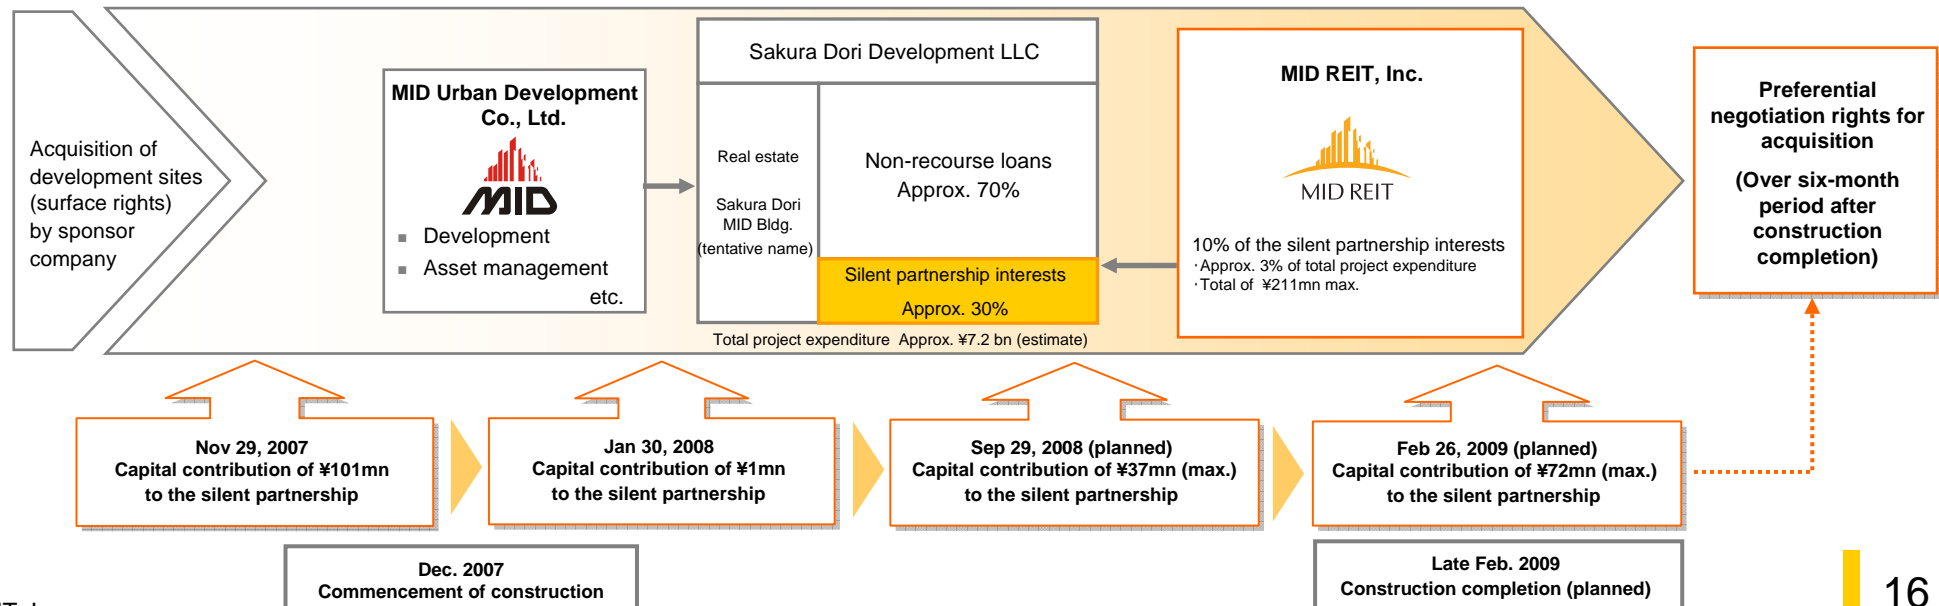 Acquisition of
development sites
(surface rights)
by sponsor
company
MID Urban Development
Co., Ltd.
MID
■ Development
■ Asset management
etc.
Sakura Dori Development LLC
Real estate
Sakura Dori
MID Bldg.
(tentative name)
Non-recourse loans
Approx. 70%
Silent partnership interests
Approx. 30%
Total project expenditure Approx. ¥7.2 bn (estimate)
MID REIT, Inc.
MID REIT
10% of the silent partnership interests
・Approx. 3% of total project expenditure
・Total of ¥211mn max.
Preferential
negotiation rights for
acquisition
(Over six-month
period after
construction
completion)
Nov 29, 2007
Capital contribution of ¥101mn
to the silent partnership
Jan 30, 2008
Capital contribution of ¥1mn
to the silent partnership
Sep 29, 2008 (planned)
Capital contribution of ¥37mn (max.)
to the silent partnership
Feb 26, 2009 (planned)
Capital contribution of ¥72mn (max.)
to the silent partnership
Dec. 2007
Commencement of construction
Late Feb. 2009
Construction completion (planned)
16